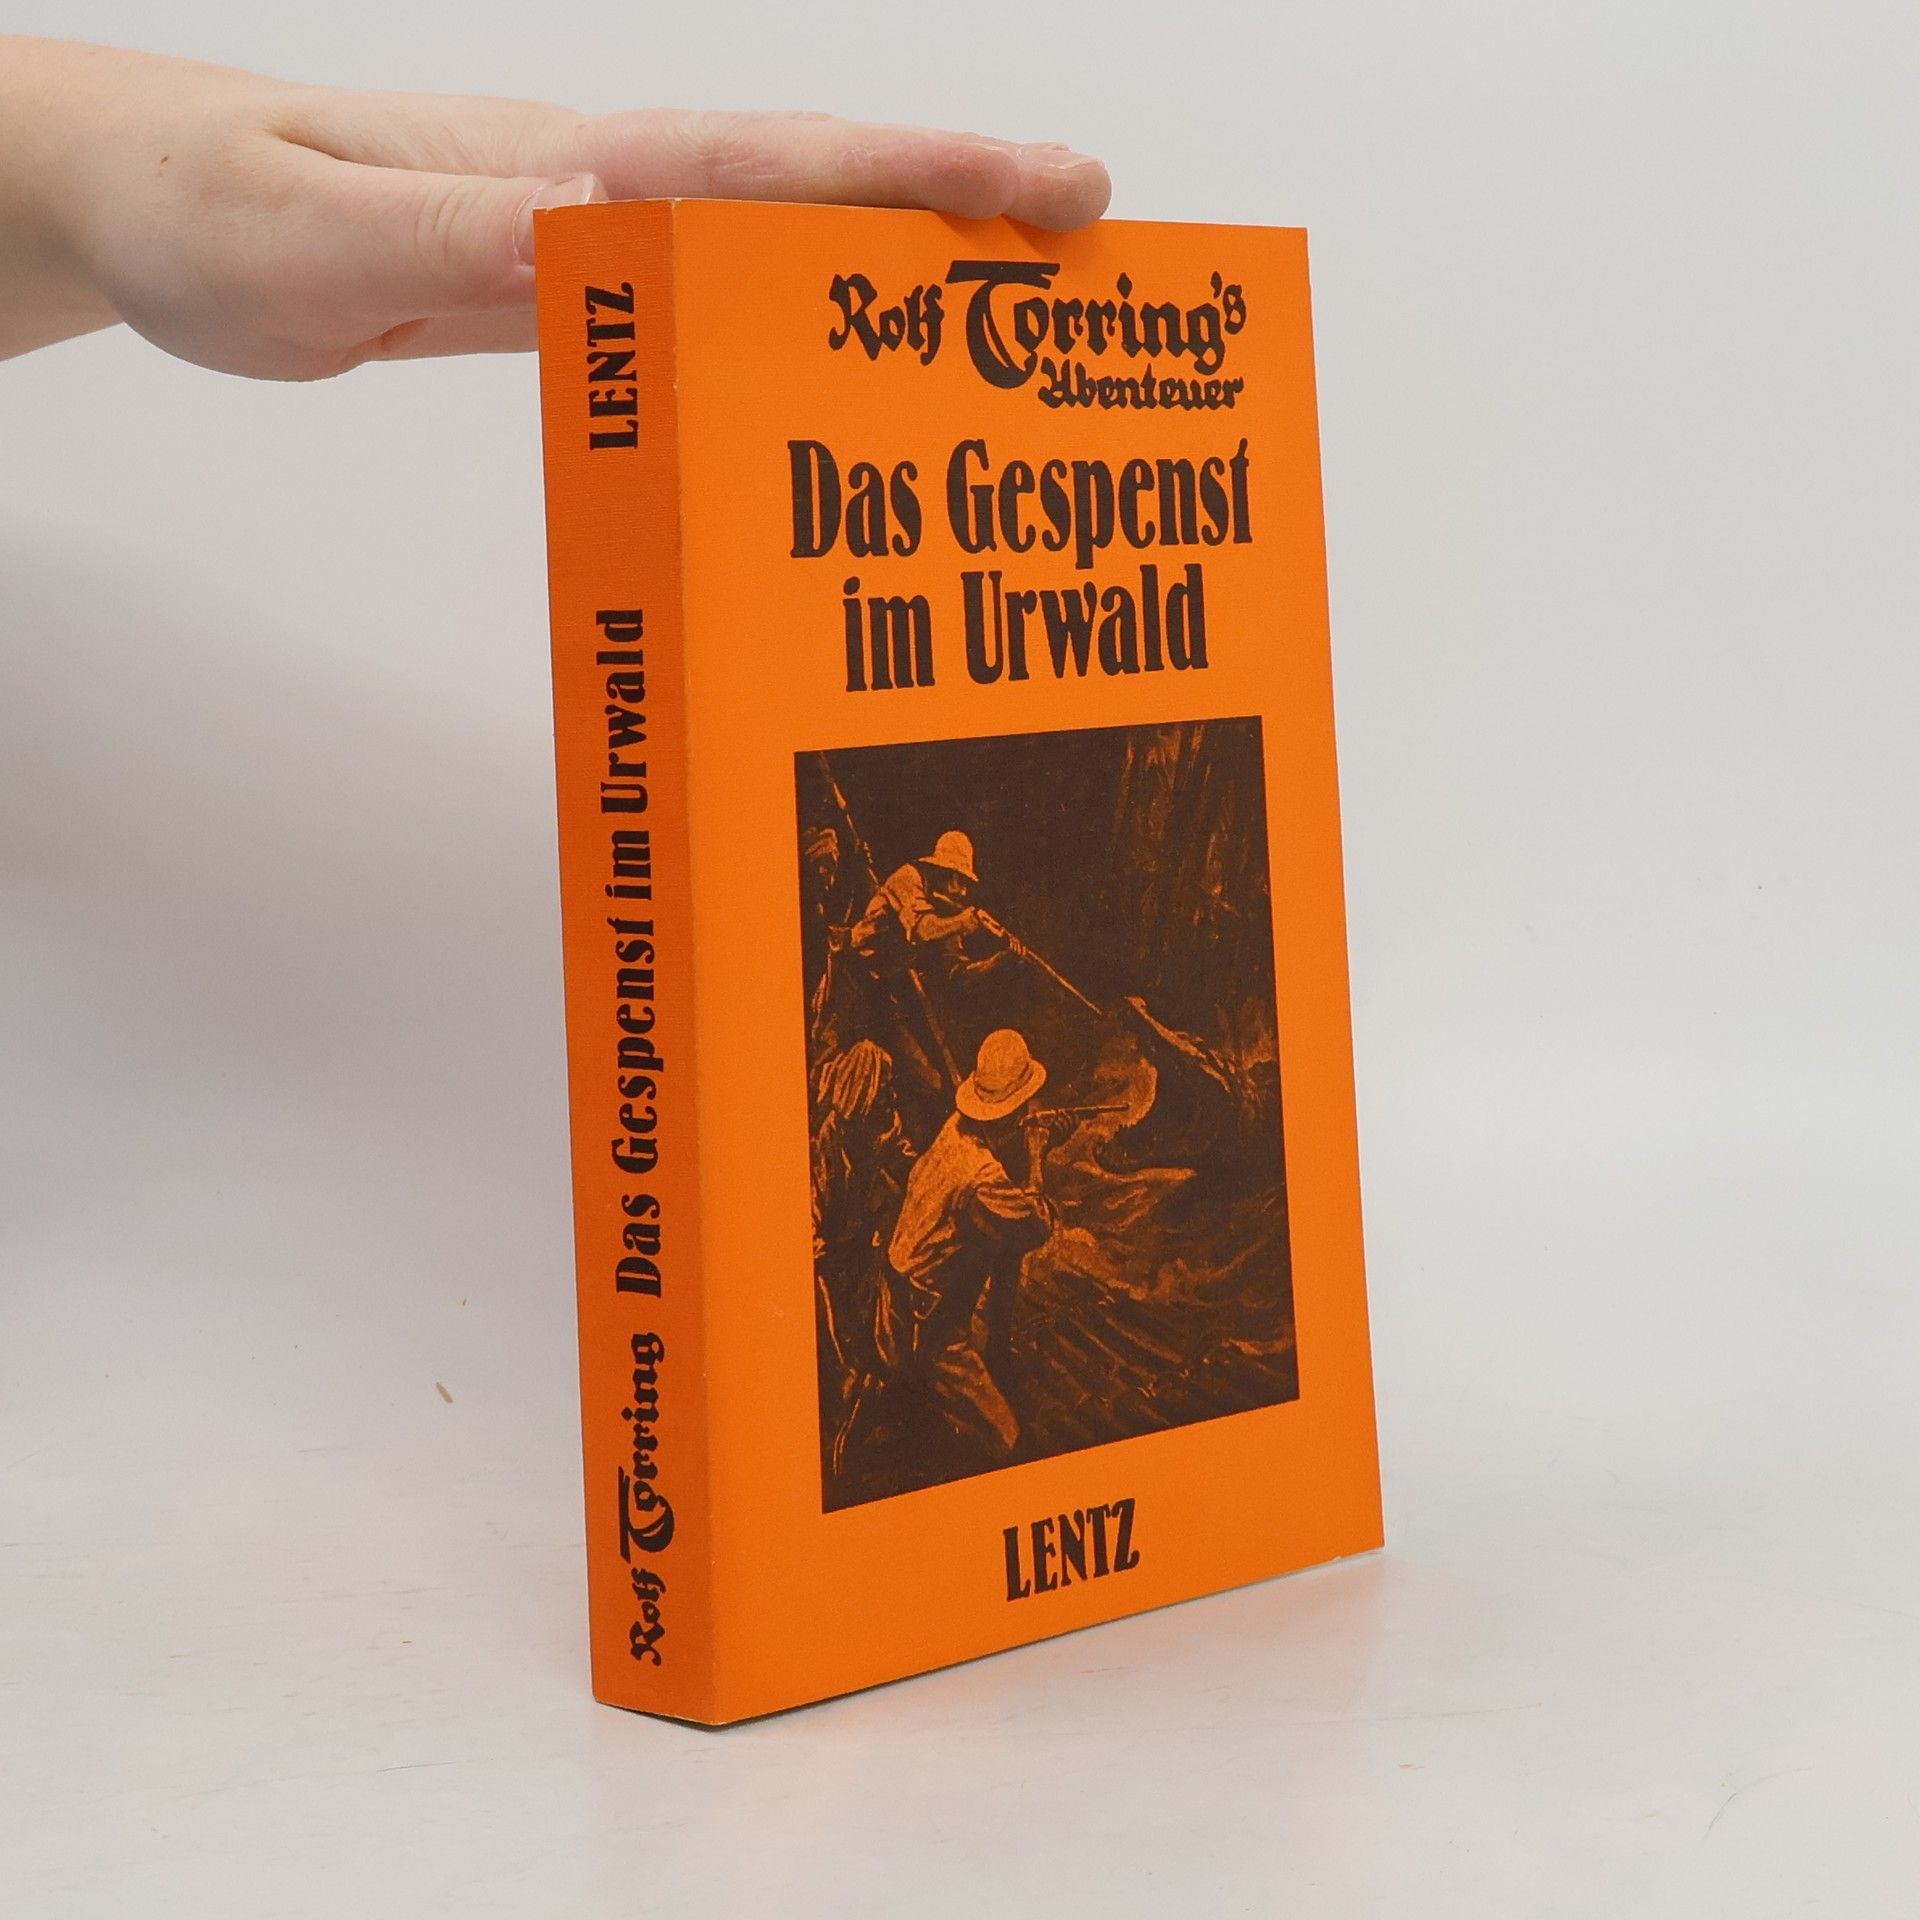 Rolf Torring's
Abenteuer
Das Gespenst
im Urwald
LENTZ
Rolf Torring Das Gespenst im Urwald LENTZ